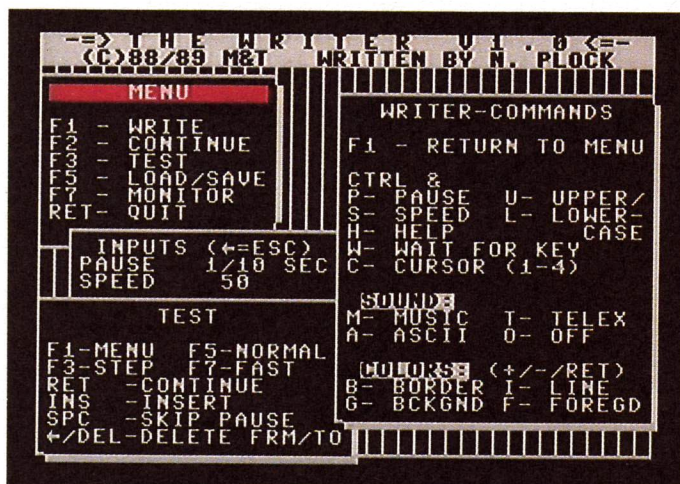 -=> T H E   W R I T E R   V 1 . 0 <=-
(C)88/89 M&T   WRITTEN BY N. PLOCK
MENU
F1 - WRITE
F2 - CONTINUE
F3 - TEST
F5 - LOAD/SAVE
F7 - MONITOR
RET- QUIT
INPUTS (←=ESC)
PAUSE 1/10 SEC
SPEED 50
TEST
F1-MENU F5-NORMAL
F3-STEP F7-FAST
RET -CONTINUE
INS -INSERT
SPC -SKIP PAUSE
←/DEL-DELETE FRM/TO
WRITER-COMMANDS
F1 - RETURN TO MENU
CTRL &
P- PAUSE U- UPPER/
S- SPEED L- LOWER-
H- HELP CASE
W- WAIT FOR KEY
C- CURSOR (1-4)
SOUND:
M- MUSIC T- TELEX
A- ASCII O- OFF
COLORS: (+/-/RET)
B- BORDER I- LINE
G- BCKGND F- FOREGD